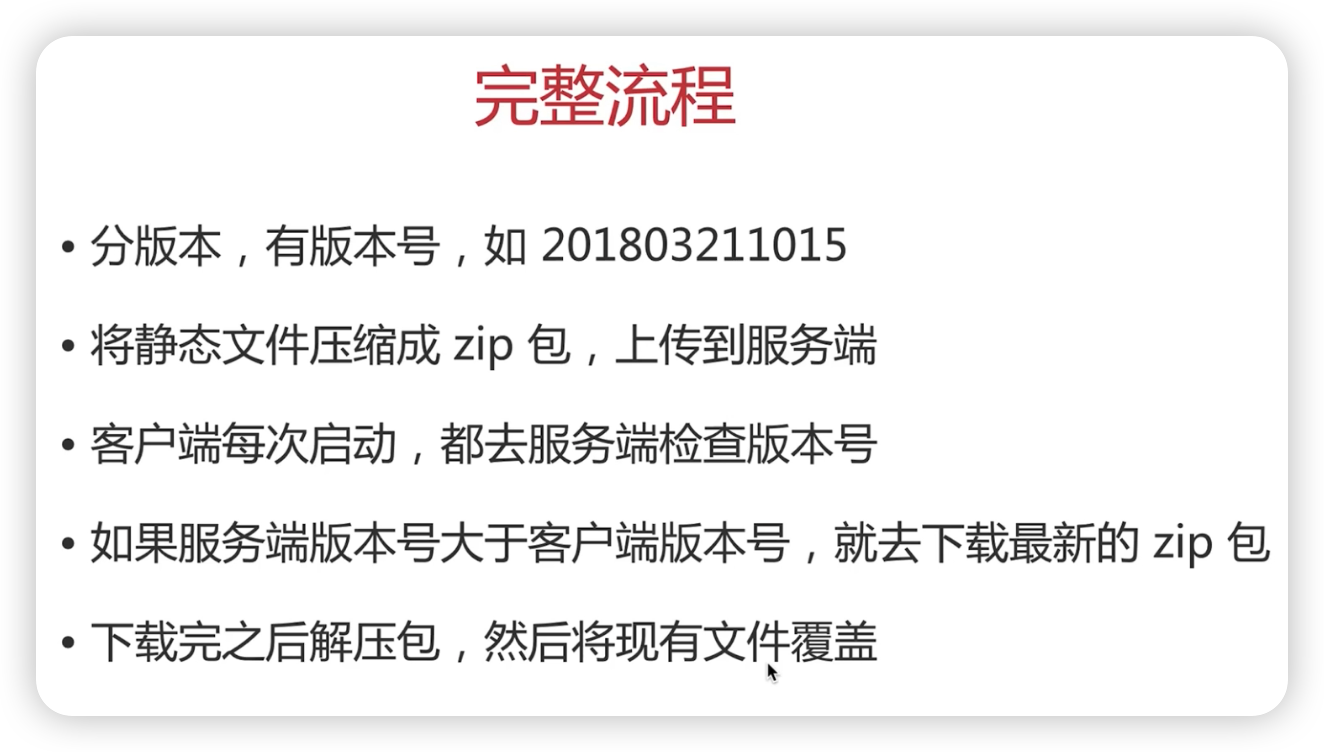 完整流程
• 分版本，有版本号，如 201803211015
• 将静态文件压缩成 zip 包，上传到服务端
• 客户端每次启动，都去服务端检查版本号
• 如果服务端版本号大于客户端版本号，就去下载最新的 zip 包
• 下载完之后解压包，然后将现有文件覆盖